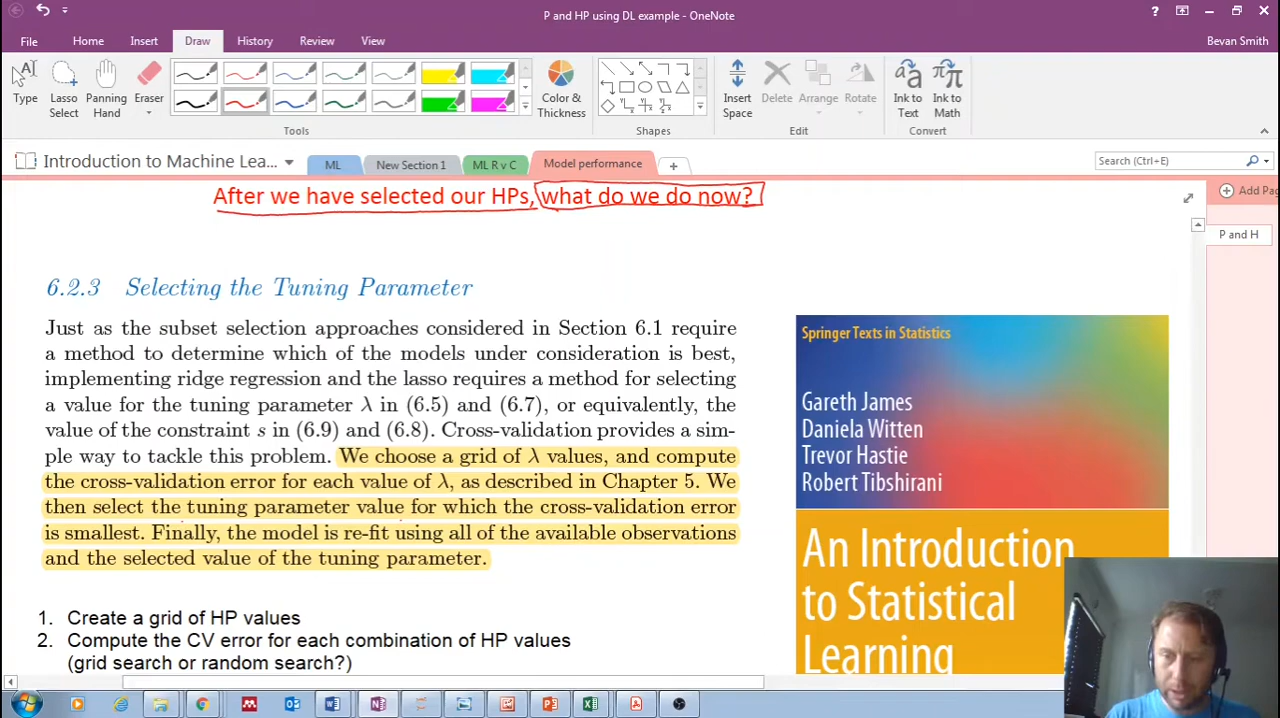 P and HP using DL example - OneNote
?
File Home Insert Draw History Review View
Bevan Smith
Type
Lasso Select
Panning Hand
Eraser
Color & Thickness
Insert Space
Delete
Arrange
Rotate
Ink to Text
Ink to Math
Tools
Shapes
Edit
Convert
Introduction to Machine Lea...
ML
New Section 1
ML R v C
Model performance
Search (Ctrl+E)
Add Pag
P and H
After we have selected our HPs, what do we do now?
6.2.3 Selecting the Tuning Parameter
Just as the subset selection approaches considered in Section 6.1 require
a method to determine which of the models under consideration is best,
implementing ridge regression and the lasso requires a method for selecting
a value for the tuning parameter λ in (6.5) and (6.7), or equivalently, the
value of the constraint s in (6.9) and (6.8). Cross-validation provides a sim-
ple way to tackle this problem. We choose a grid of λ values, and compute
the cross-validation error for each value of λ, as described in Chapter 5. We
then select the tuning parameter value for which the cross-validation error
is smallest. Finally, the model is re-fit using all of the available observations
and the selected value of the tuning parameter.
1. Create a grid of HP values
2. Compute the CV error for each combination of HP values
(grid search or random search?)
Springer Texts in Statistics
Gareth James
Daniela Witten
Trevor Hastie
Robert Tibshirani
An Introduction
to Statistical
Learning